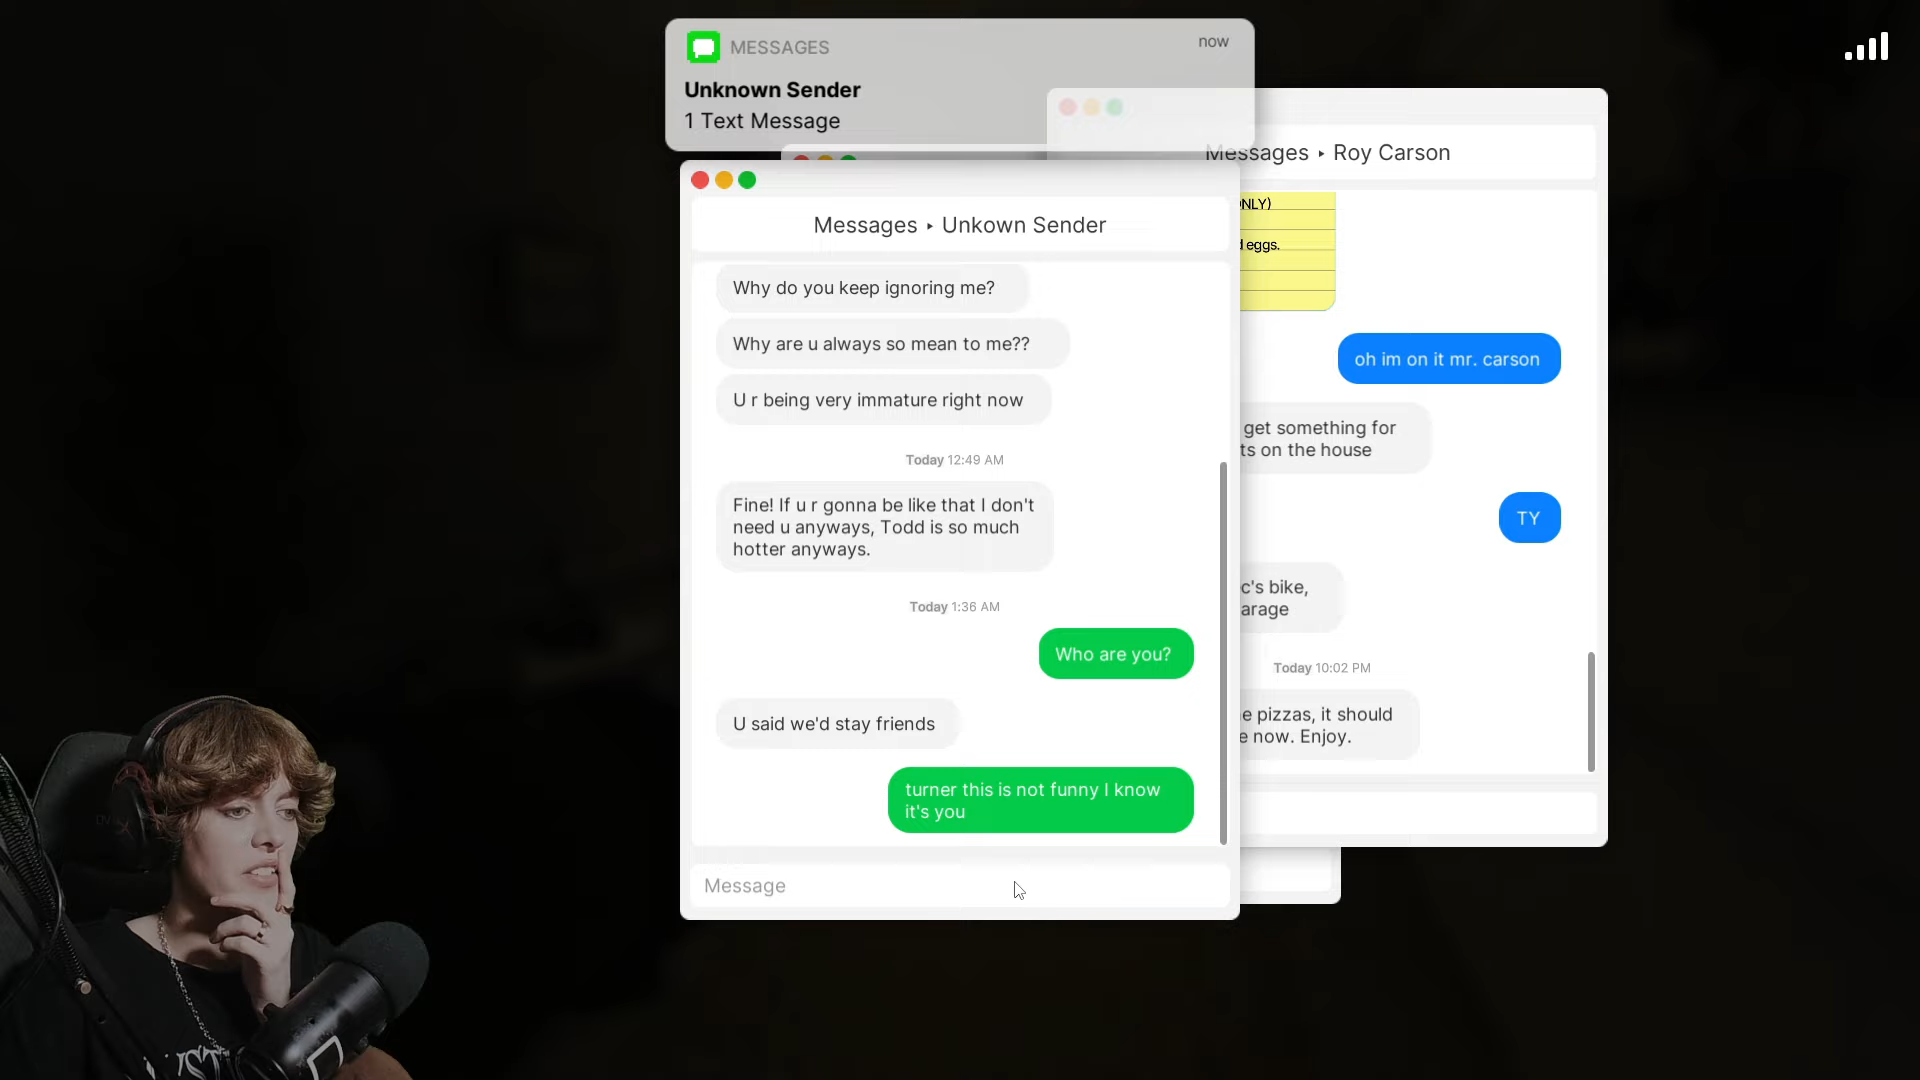 MESSAGES
now
Unknown Sender
1 Text Message
Messages ▸ Roy Carson
Messages ▸ Unkown Sender
Why do you keep ignoring me?
Why are u always so mean to me??
U r being very immature right now
Today 12:49 AM
Fine! If u r gonna be like that I don't
need u anyways, Todd is so much
hotter anyways.
Today 1:36 AM
Who are you?
U said we'd stay friends
turner this is not funny I know
it's you
Message
ONLY)
eggs.
oh im on it mr. carson
get something for
on the house
TY
bike,
Today 10:02 PM
pizzas, it should
now. Enjoy.